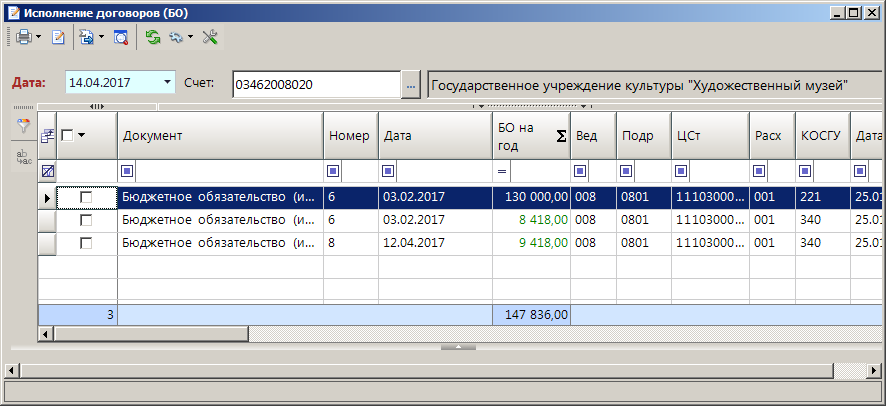 Исполнение договоров (БО)
Дата: 14.04.2017 Счет: 03462008020 ... Государственное учреждение культуры "Художественный музей"
Документ Номер Дата БО на год Σ Вед Подр ЦСт Расх КОСГУ Дата
=
Бюджетное обязательство (и... 6 03.02.2017 130 000,00 008 0801 11103000... 001 221 25.01
Бюджетное обязательство (и... 6 03.02.2017 8 418,00 008 0801 11103000... 001 340 25.01
Бюджетное обязательство (и... 8 12.04.2017 9 418,00 008 0801 11103000... 001 340 25.01
3 147 836,00